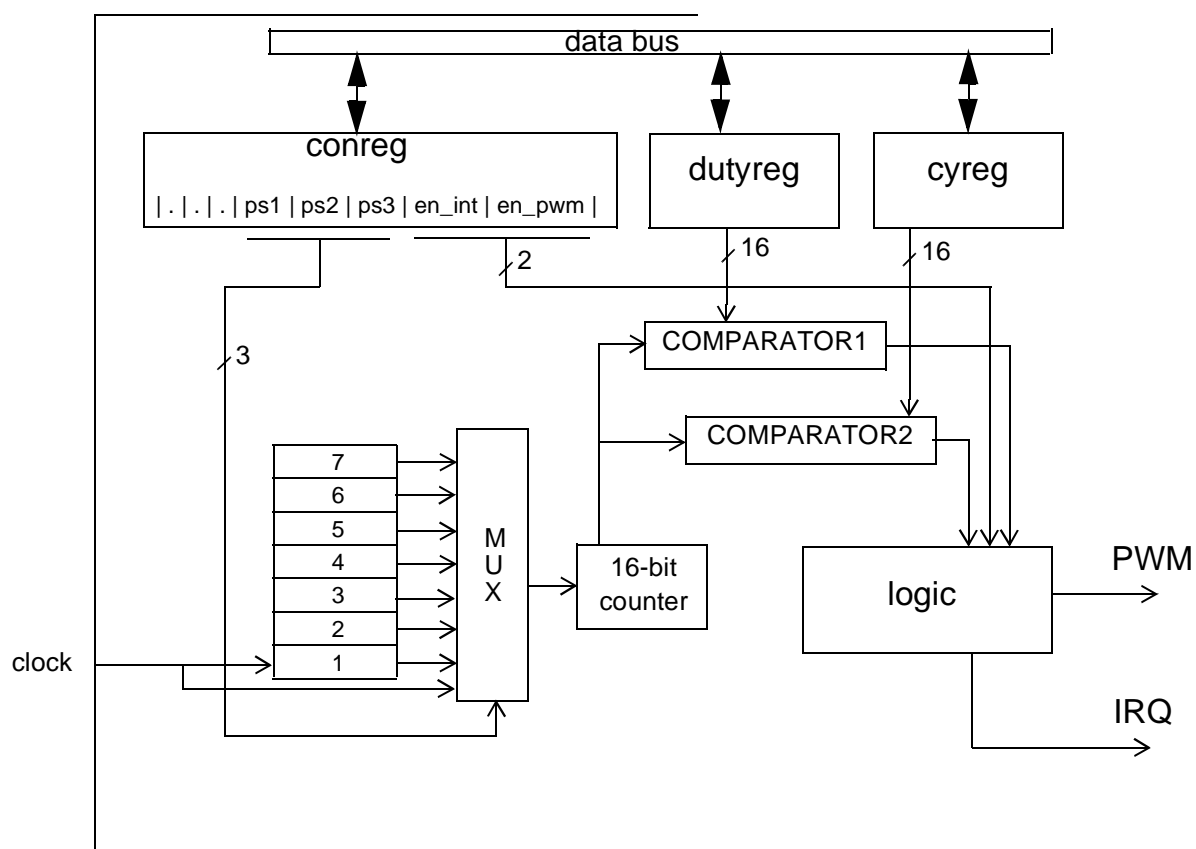 data bus
conreg
| . | . | . | ps1 | ps2 | ps3 | en_int | en_pwm |
dutyreg
cyreg
2
16
16
3
COMPARATOR1
COMPARATOR2
7
6
5
4
3
2
1
M
U
X
16-bit
counter
logic
PWM
clock
IRQ